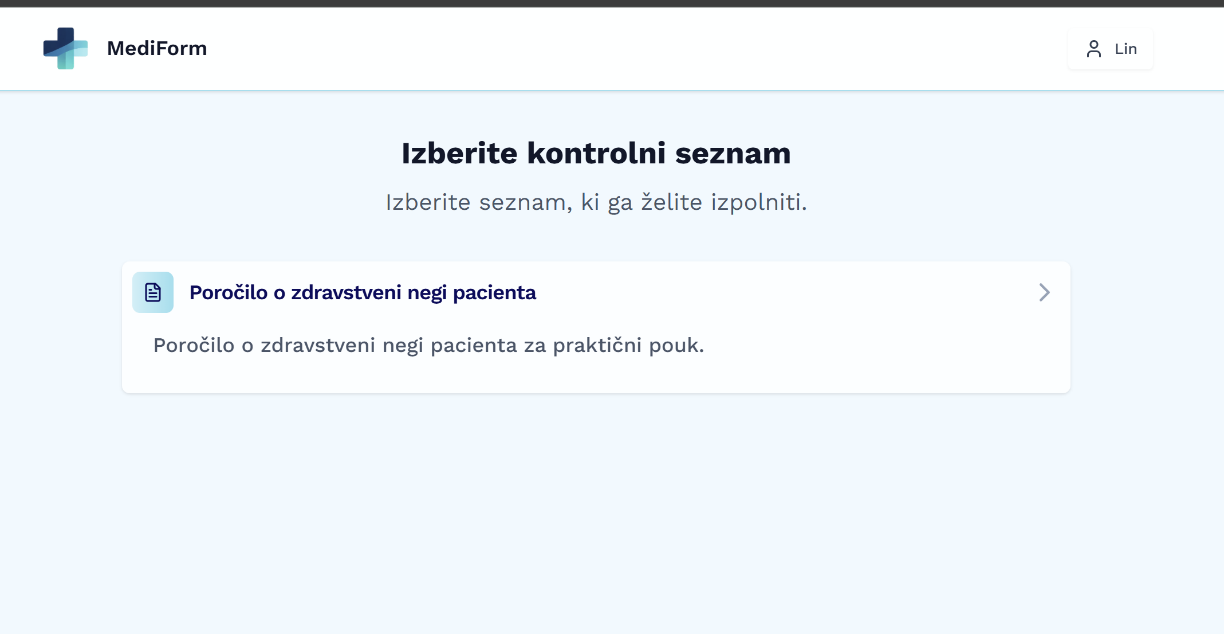 MediForm
Lin
Izberite kontrolni seznam
Izberite seznam, ki ga želite izpolniti.
Poročilo o zdravstveni negi pacienta
Poročilo o zdravstveni negi pacienta za praktični pouk.